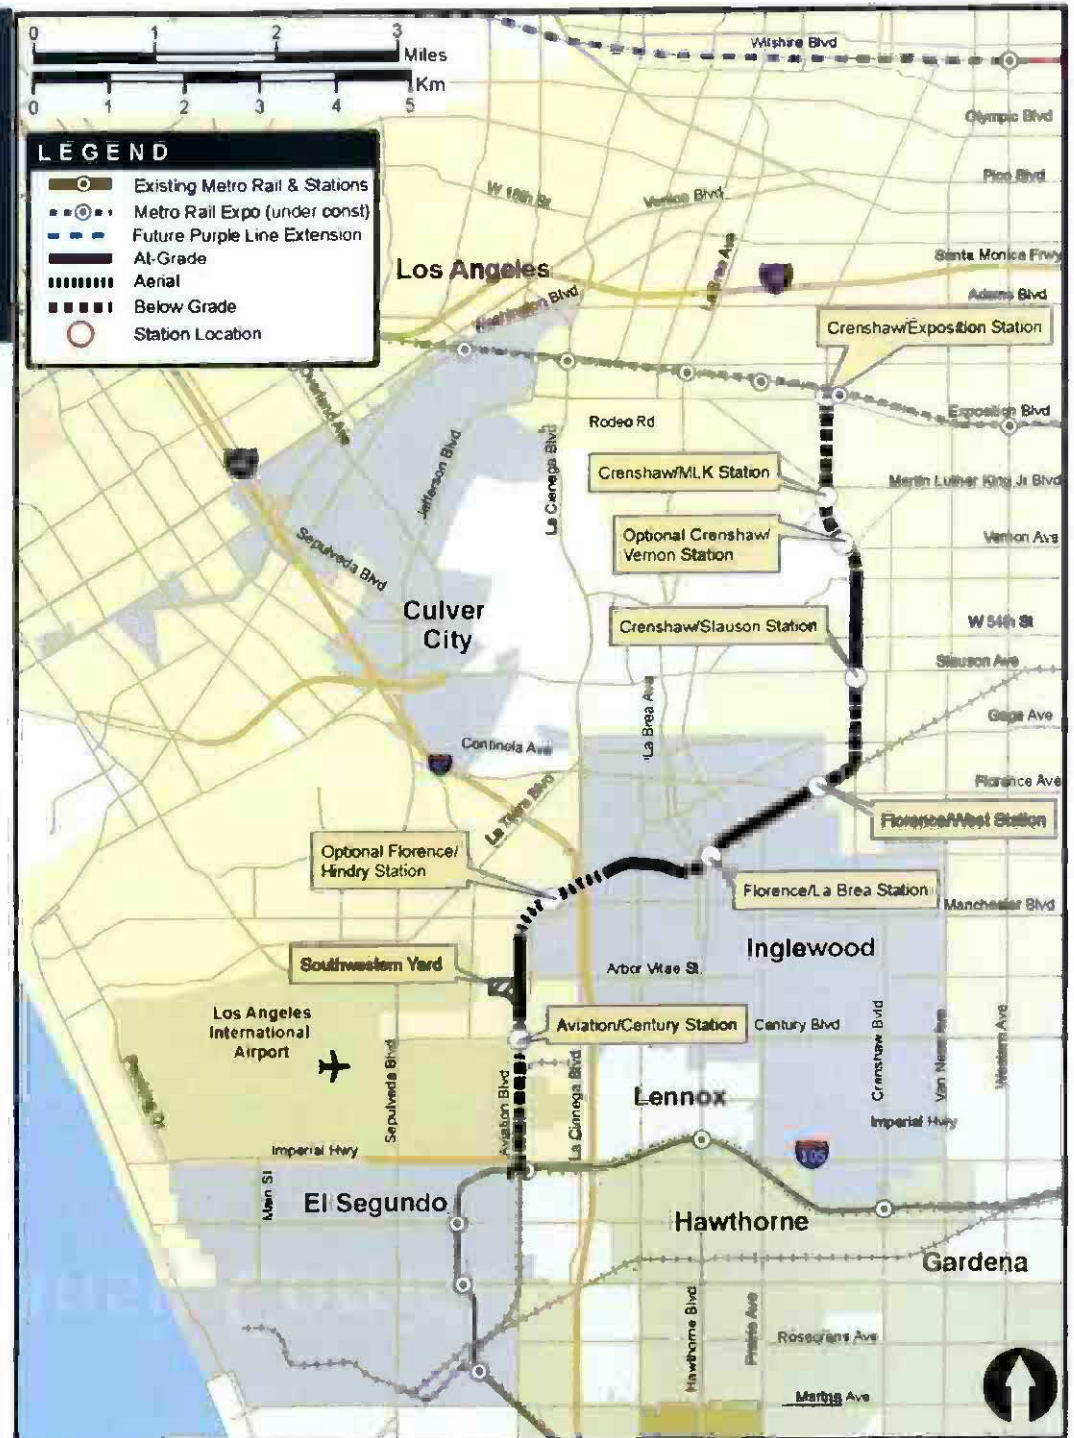 0 1 2 3
Miles
Km
0 1 2 3 4 5
LEGEND
Existing Metro Rail & Stations
Metro Rail Expo (under const)
Future Purple Line Extension
At-Grade
Aerial
Below Grade
Station Location
Wilshire Blvd
Olympic Blvd
Pico Blvd
W 18th St
Venice Blvd
La Brea Ave
Santa Monica Frwy
Los Angeles
Washington Blvd
Adams Blvd
Crenshaw/Exposition Station
Overland Ave
Rodeo Rd
Exposition Blvd
Jefferson Blvd
La Cienega Blvd
Crenshaw/MLK Station
Martin Luther King Jr Blvd
Optional Crenshaw/
Vernon Station
Vernon Ave
Sepulveda Blvd
Culver
City
Crenshaw/Slauson Station
W 54th St
Slauson Ave
La Brea Ave
Gage Ave
Centinela Ave
Florence Ave
La Tijera Blvd
Florence/West Station
Optional Florence/
Hindry Station
Florence/La Brea Station
Manchester Blvd
Inglewood
Southwestern Yard
Arbor Vitae St.
Los Angeles
International
Airport
Aviation/Century Station
Century Blvd
Crenshaw Blvd
Van Ness Ave
Western Ave
Sepulveda Blvd
Aviation Blvd
La Cienega Blvd
Lennox
Imperial Hwy
Imperial Hwy
105
Main St
El Segundo
Hawthorne
Gardena
Hawthorne Blvd
Prairie Ave
Rosecrans Ave
Marine Ave